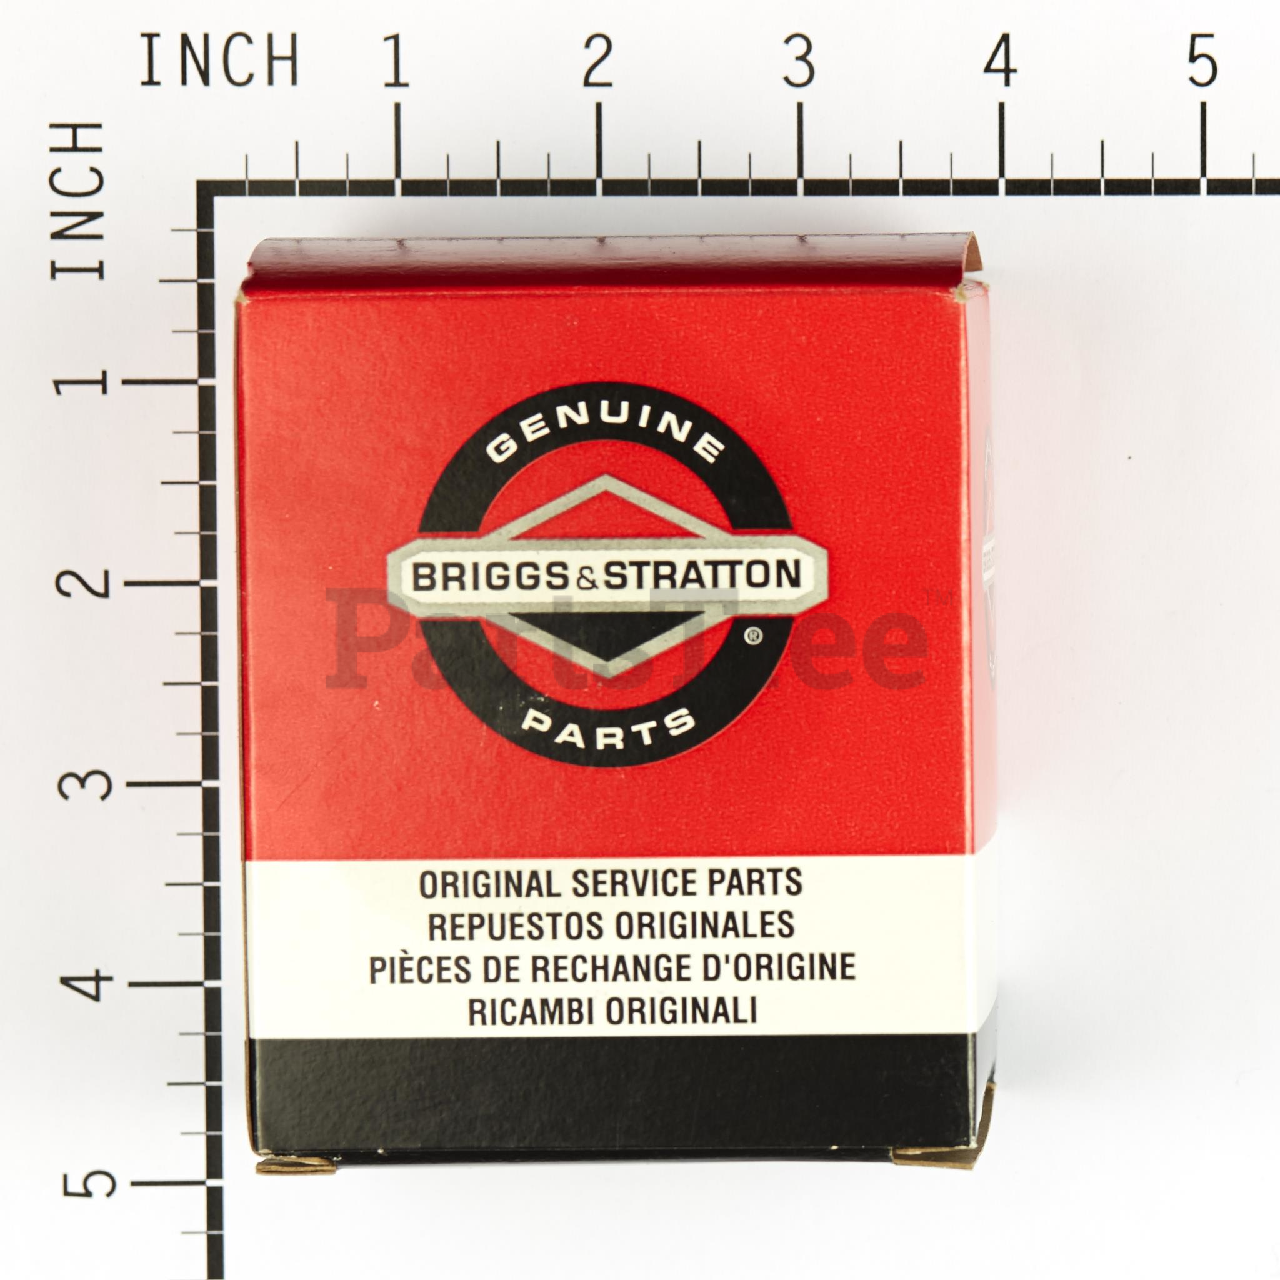 INCH 1 2 3 4 5
INCH
1
2
3
4
5
GENUINE
BRIGGS & STRATTON
®
PARTS
PartsTree™
ORIGINAL SERVICE PARTS
REPUESTOS ORIGINALES
PIÈCES DE RECHANGE D'ORIGINE
RICAMBI ORIGINALI